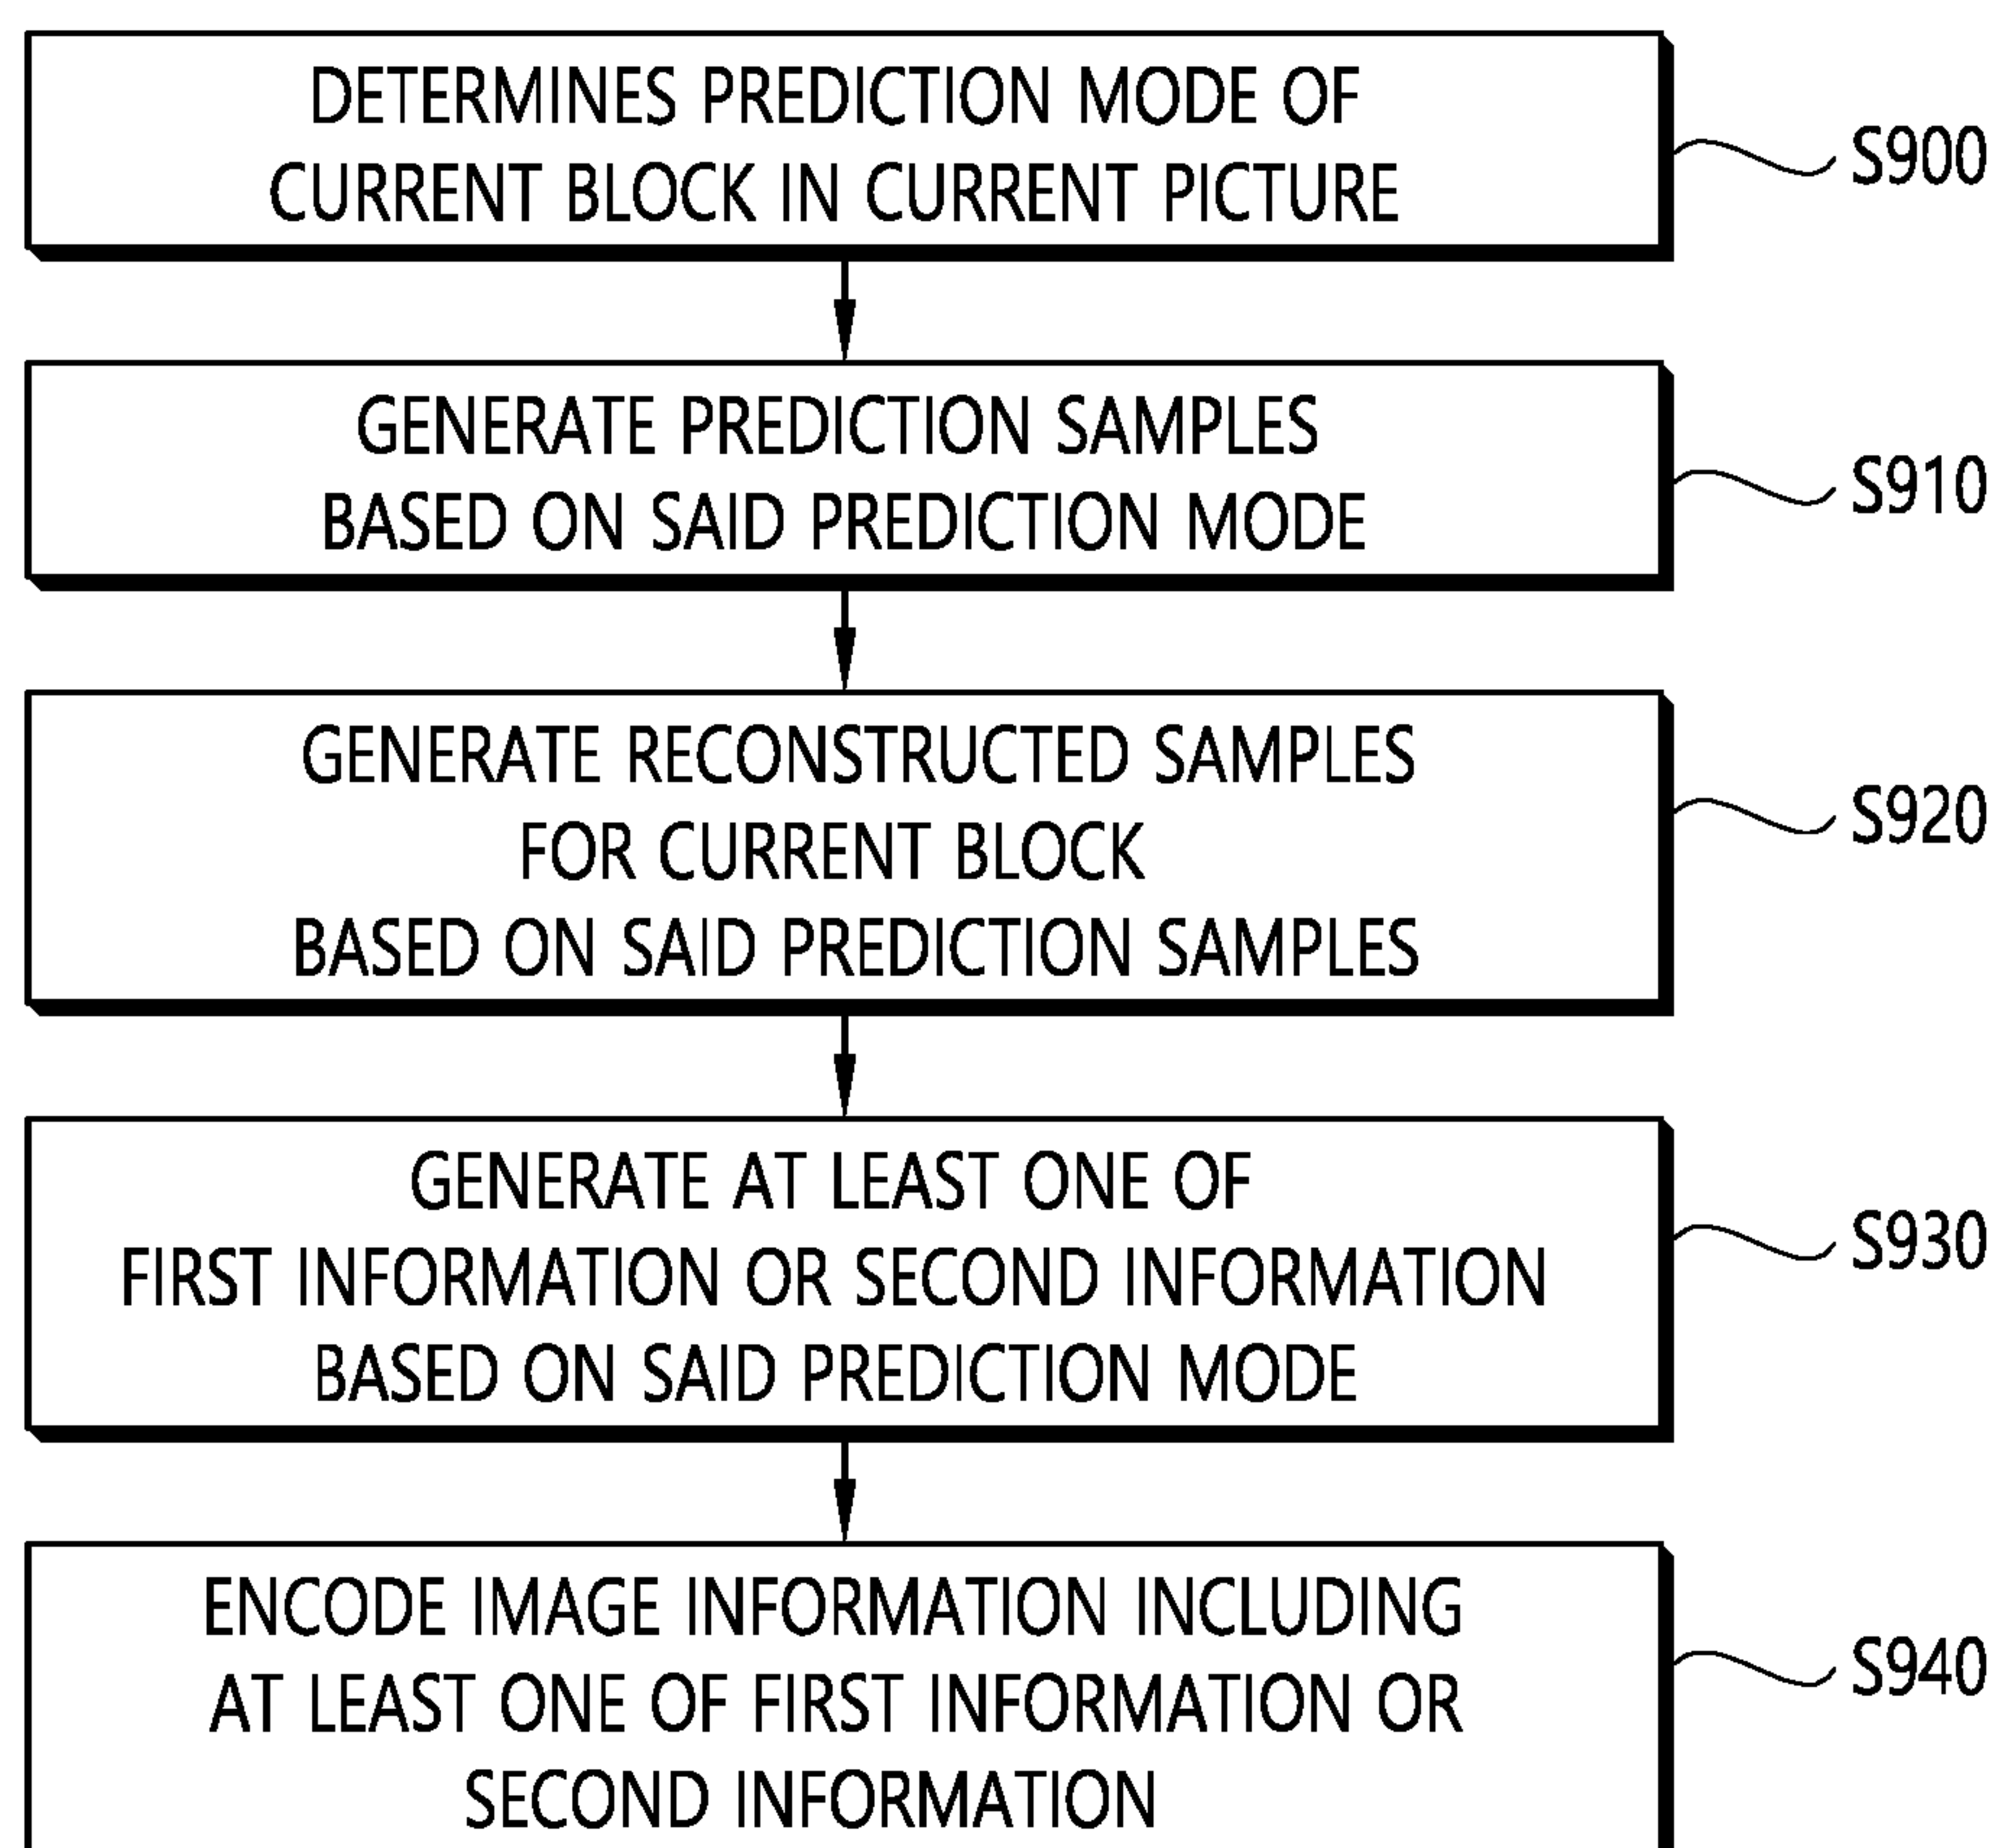 DETERMINES PREDICTION MODE OF
CURRENT BLOCK IN CURRENT PICTURE
S900
GENERATE PREDICTION SAMPLES
BASED ON SAID PREDICTION MODE
S910
GENERATE RECONSTRUCTED SAMPLES
FOR CURRENT BLOCK
BASED ON SAID PREDICTION SAMPLES
S920
GENERATE AT LEAST ONE OF
FIRST INFORMATION OR SECOND INFORMATION
BASED ON SAID PREDICTION MODE
S930
ENCODE IMAGE INFORMATION INCLUDING
AT LEAST ONE OF FIRST INFORMATION OR
SECOND INFORMATION
S940